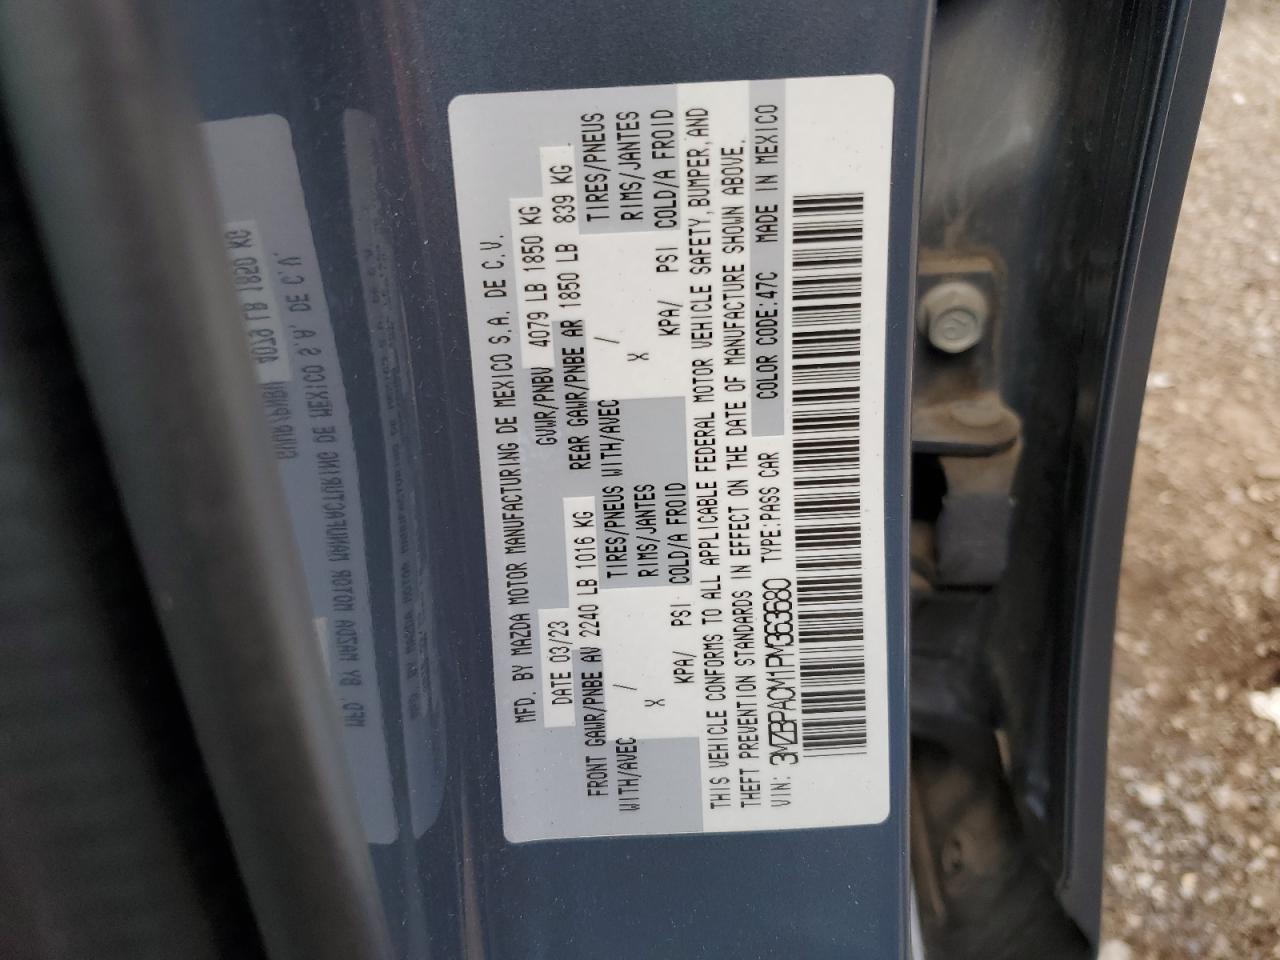 MFD. BY MAZDA MOTOR MANUFACTURING DE MEXICO S.A. DE C.V.
DATE 03/23 GVWR/PNBV 4079 LB 1850 KG
FRONT GAWR/PNBE AV 2240 LB 1016 KG REAR GAWR/PNBE AR 1850 LB 839 KG
WITH/AVEC / TIRES/PNEUS WITH/AVEC / TIRES/PNEUS
X RIMS/JANTES X RIMS/JANTES
KPA/ PSI COLD/A FROID KPA/ PSI COLD/A FROID
THIS VEHICLE CONFORMS TO ALL APPLICABLE FEDERAL MOTOR VEHICLE SAFETY, BUMPER, AND
THEFT PREVENTION STANDARDS IN EFFECT ON THE DATE OF MANUFACTURE SHOWN ABOVE.
VIN: 3MZBPACM1PM363680 TYPE: PASS CAR COLOR CODE: 47C MADE IN MEXICO